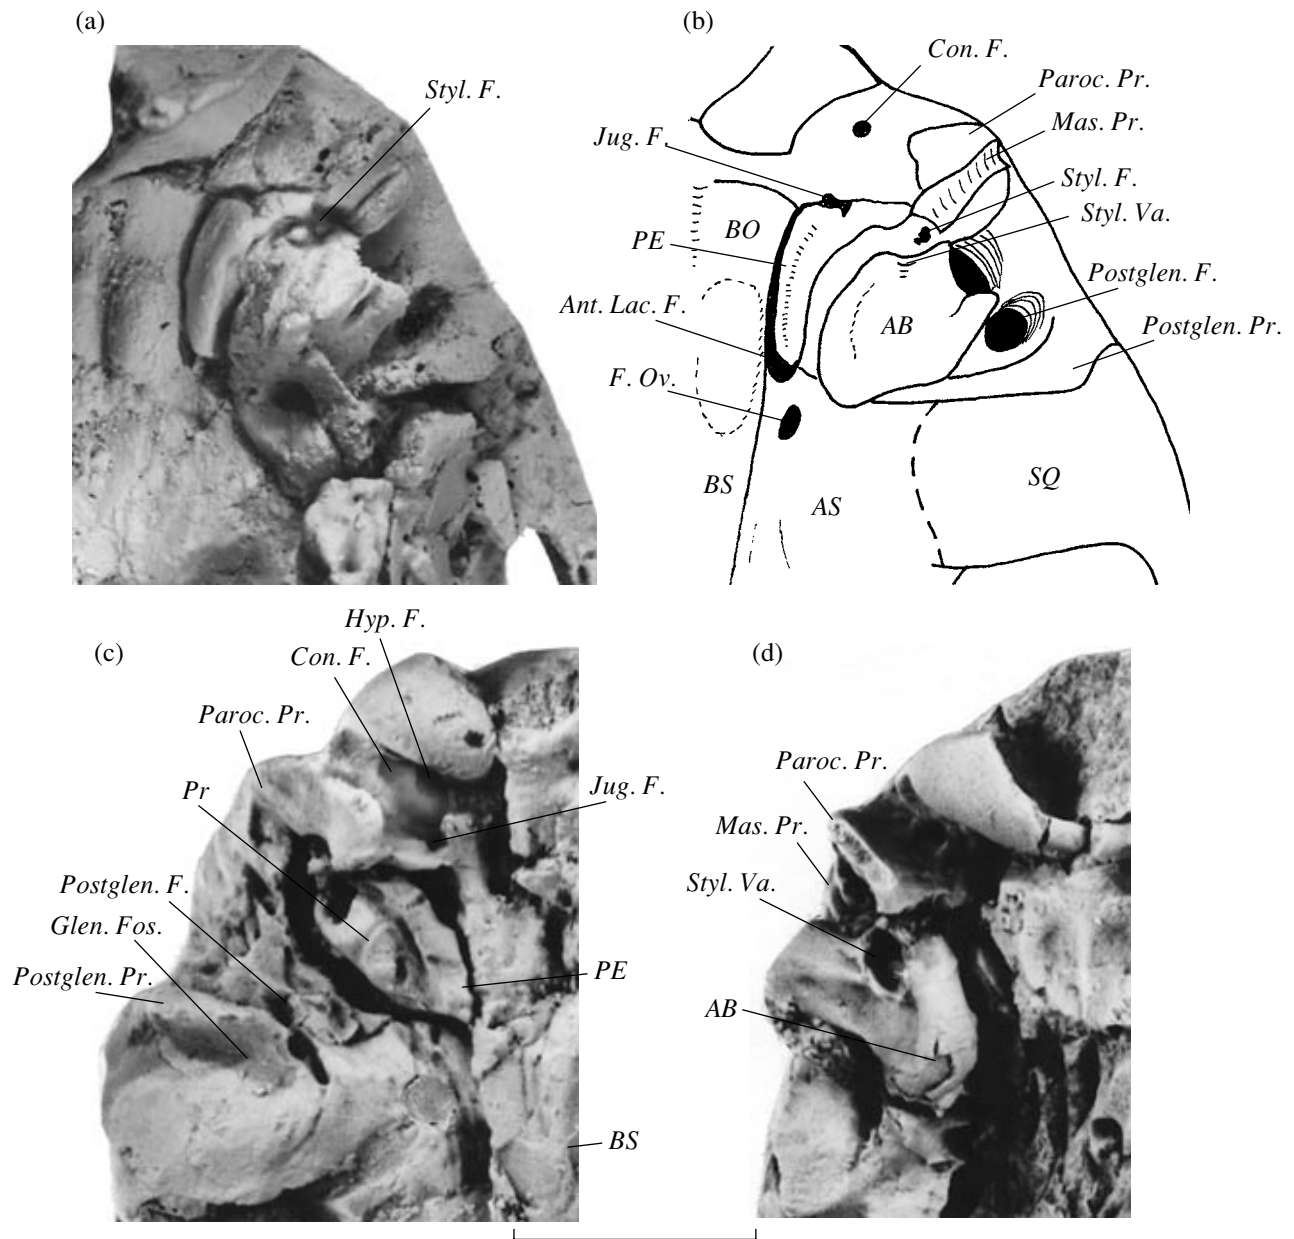 (a)
Styl. F.
(b)
Con. F.
Paroc. Pr.
Mas. Pr.
Jug. F.
Styl. F.
Styl. Va.
BO
PE
Postglen. F.
Ant. Lac. F.
AB
Postglen. Pr.
F. Ov.
BS
AS
SQ
(c)
Hyp. F.
Con. F.
Paroc. Pr.
Pr
Jug. F.
Postglen. F.
Glen. Fos.
Postglen. Pr.
PE
BS
(d)
Paroc. Pr.
Mas. Pr.
Styl. Va.
AB